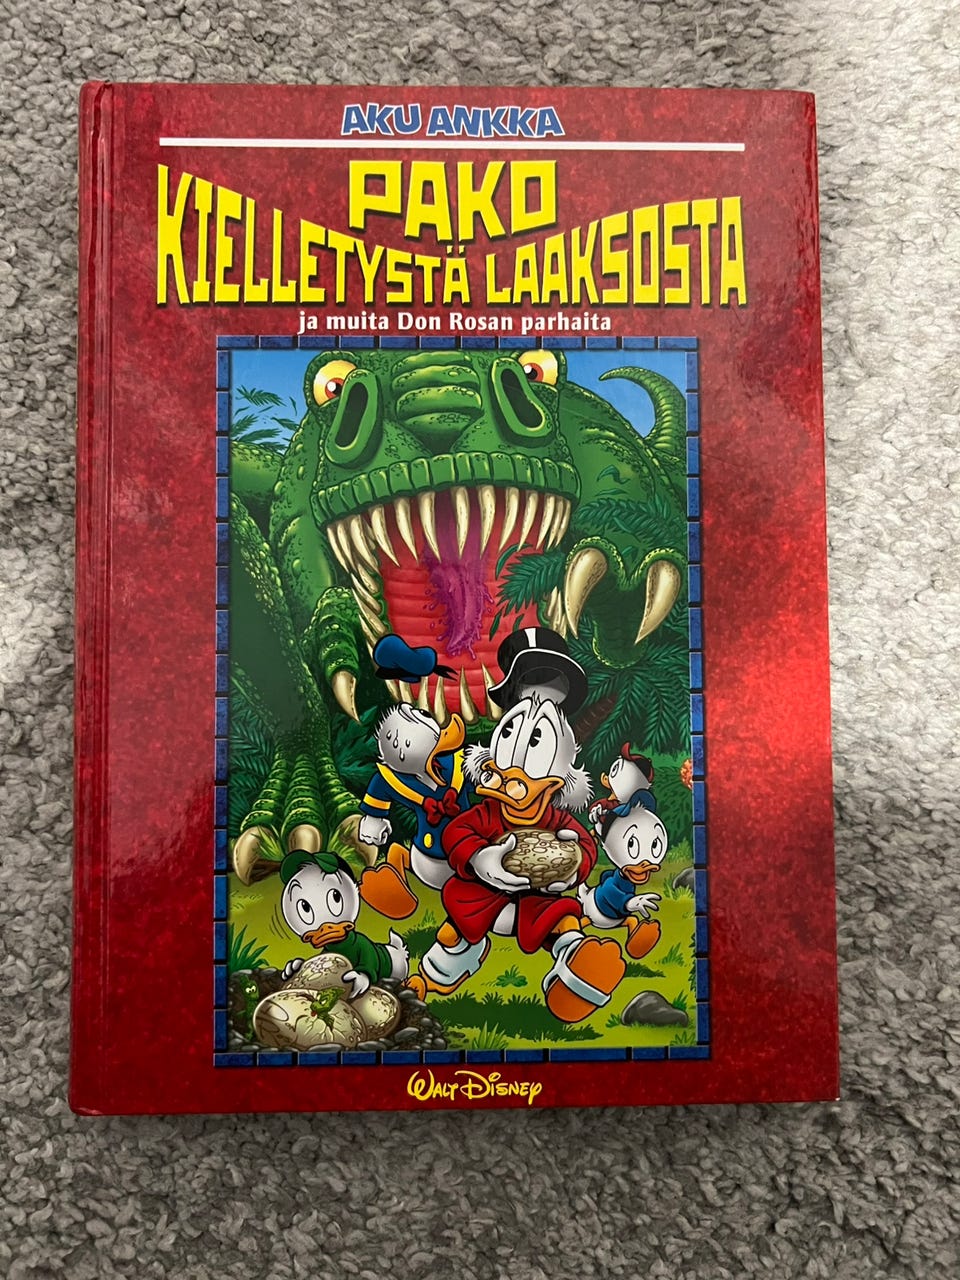 AKU ANKKA
PAKO
KIELLETYSTÄ LAAKSOSTA
ja muita Don Rosan parhaita
WALT DISNEY